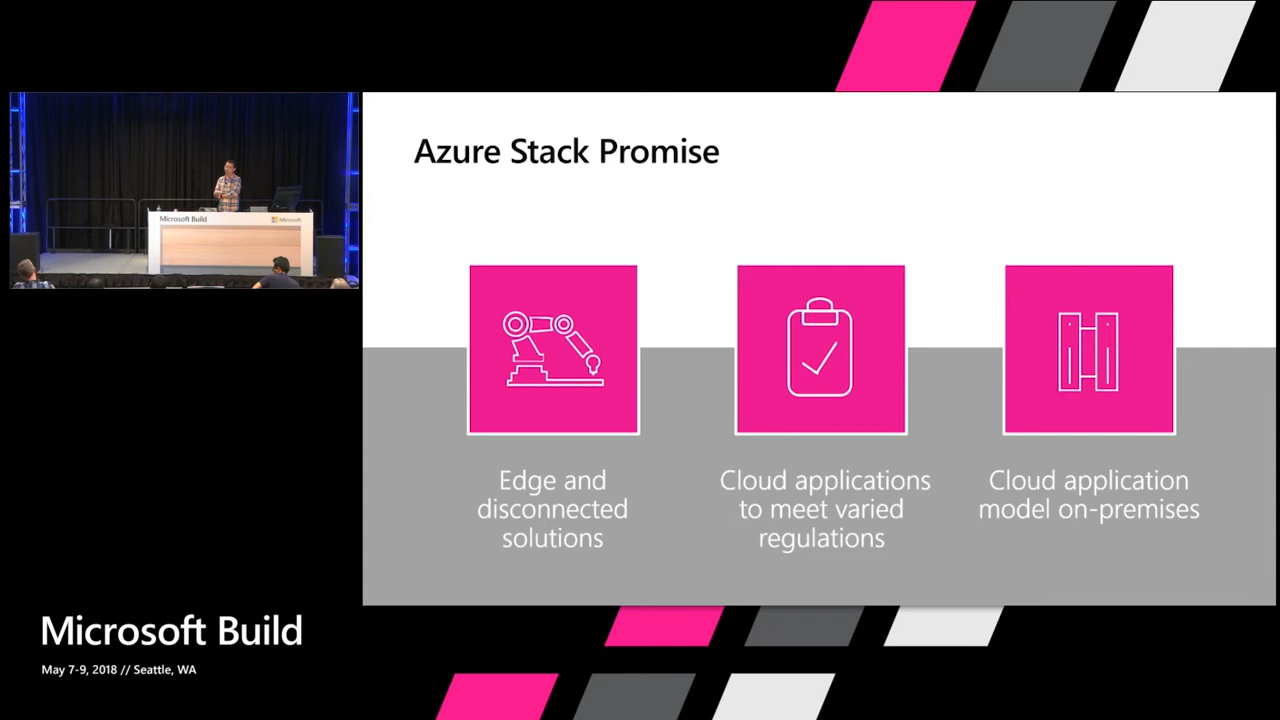 Azure Stack Promise
Microsoft Build
Microsoft
Edge and
disconnected
solutions
Cloud applications
to meet varied
regulations
Cloud application
model on-premises
Microsoft Build
May 7-9, 2018 // Seattle, WA